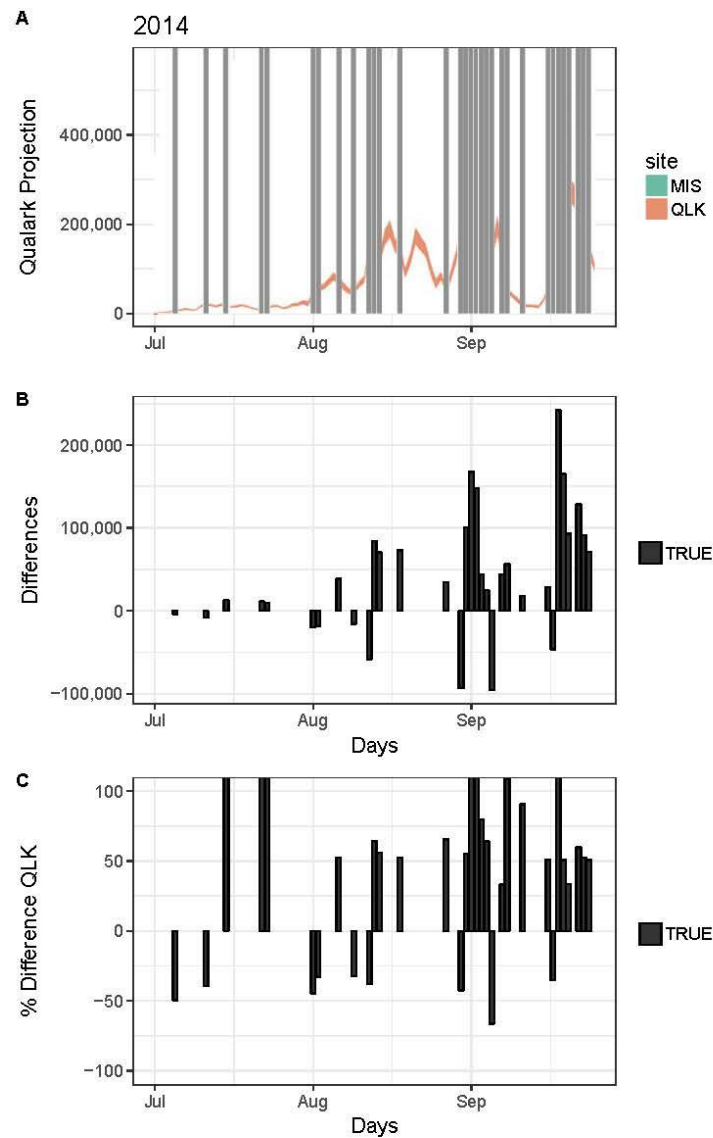 A
2014
Qualark Projection
400,000
200,000
0
Jul
Aug
Sep
site
MIS
QLK
B
Differences
200,000
100,000
0
−100,000
Jul
Aug
Sep
Days
TRUE
C
% Difference QLK
100
50
0
−50
−100
Jul
Aug
Sep
Days
TRUE